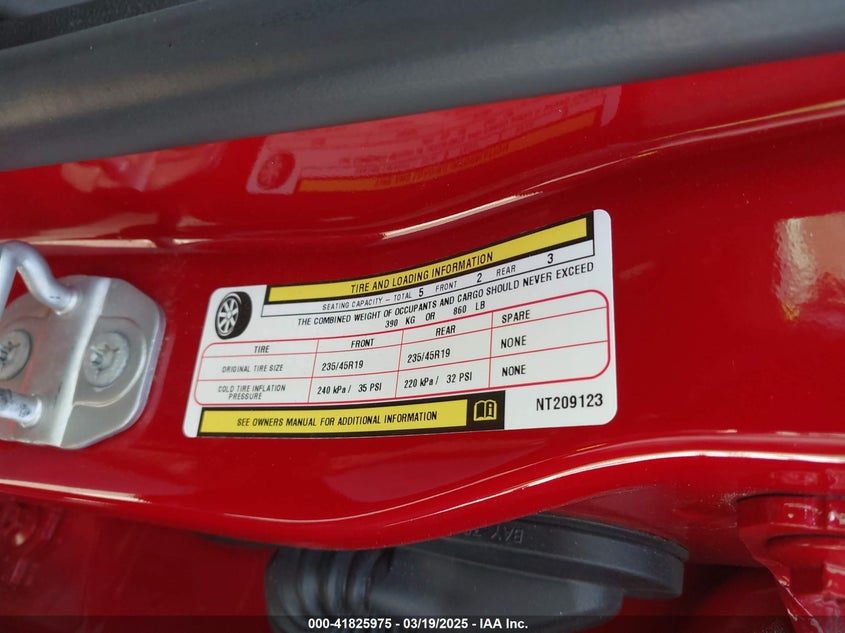 TIRE AND LOADING INFORMATION
SEATING CAPACITY – TOTAL 5 FRONT 2 REAR 3
THE COMBINED WEIGHT OF OCCUPANTS AND CARGO SHOULD NEVER EXCEED
390 KG OR 860 LB
TIRE FRONT REAR SPARE
ORIGINAL TIRE SIZE 235/45R19 235/45R19 NONE
COLD TIRE INFLATION PRESSURE 240 kPa / 35 PSI 220 kPa / 32 PSI NONE
SEE OWNERS MANUAL FOR ADDITIONAL INFORMATION
NT209123
000-41825975 — 03/19/2025 — IAA Inc.